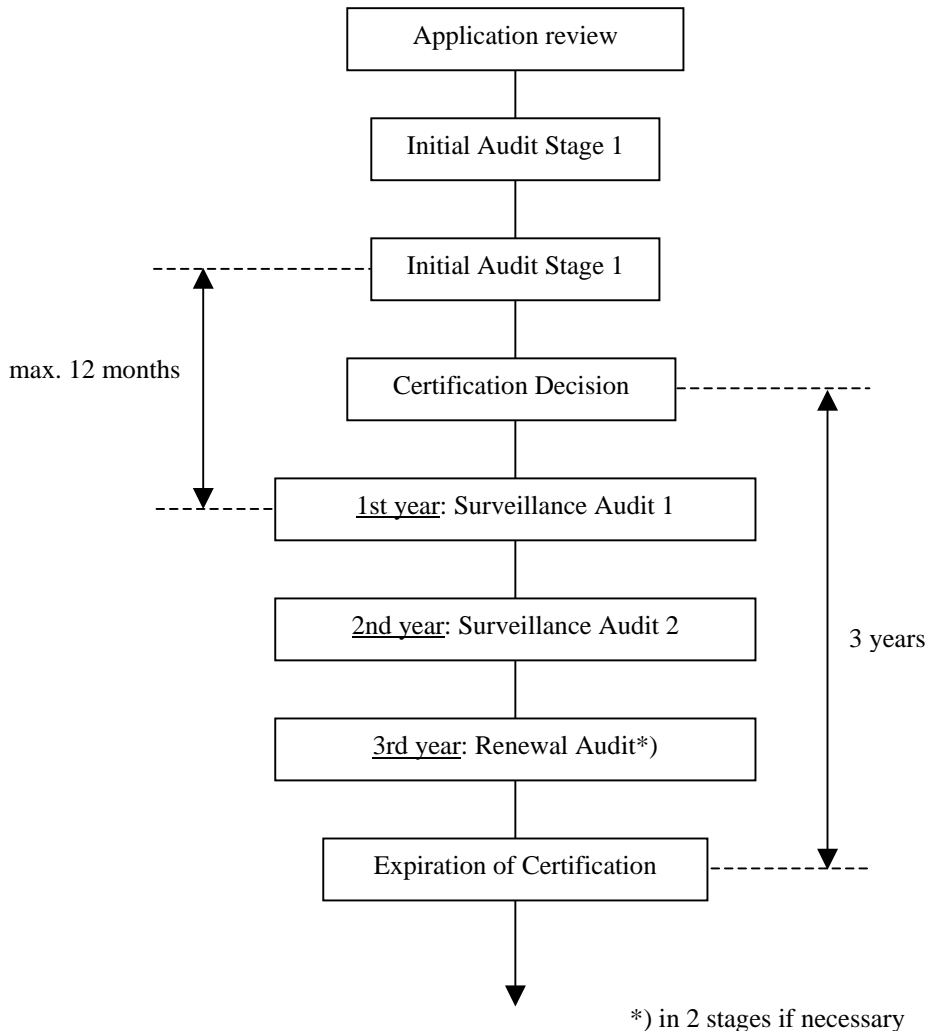 Application review
Initial Audit Stage 1
Initial Audit Stage 1
max. 12 months
Certification Decision
1st year: Surveillance Audit 1
2nd year: Surveillance Audit 2
3 years
3rd year: Renewal Audit*)
Expiration of Certification
*) in 2 stages if necessary